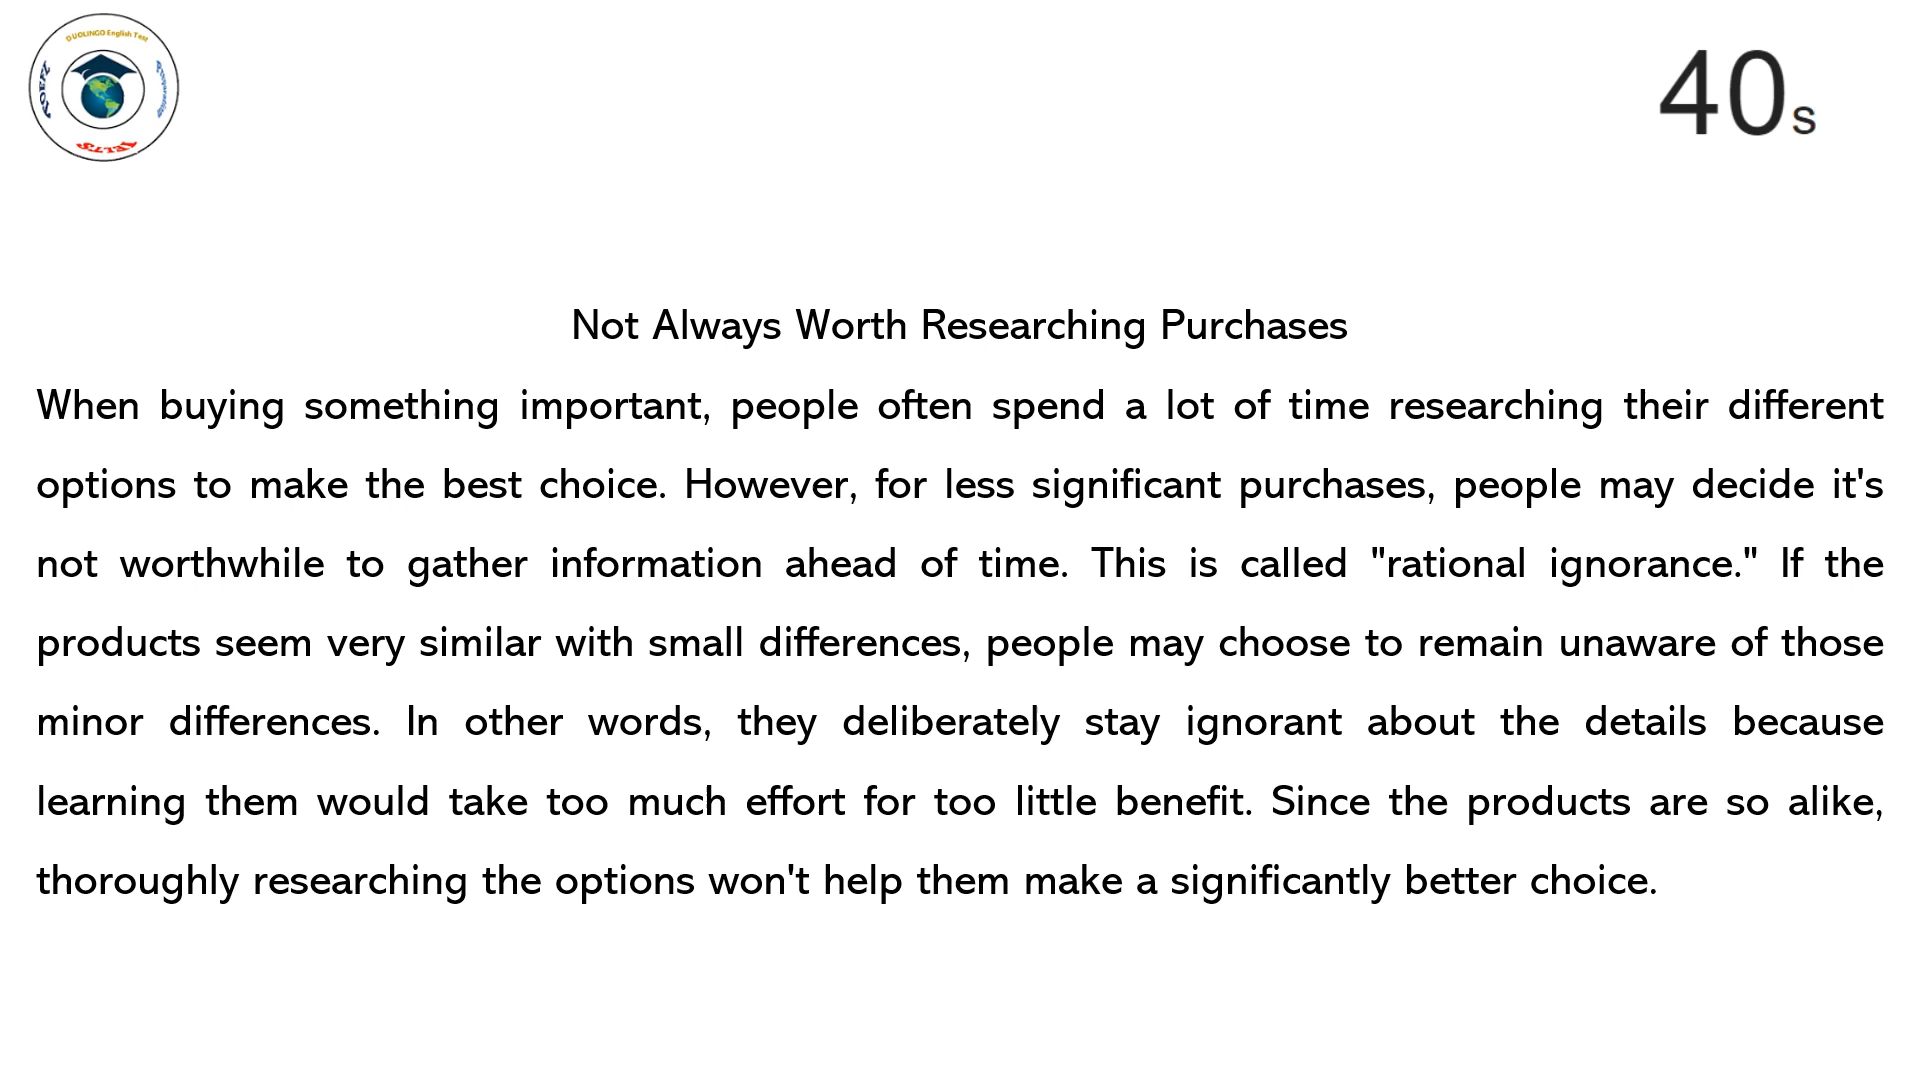 DUOLINGO English Test
IELTS
40s
Not Always Worth Researching Purchases
When buying something important, people often spend a lot of time researching their different
options to make the best choice. However, for less significant purchases, people may decide it's
not worthwhile to gather information ahead of time. This is called "rational ignorance." If the
products seem very similar with small differences, people may choose to remain unaware of those
minor differences. In other words, they deliberately stay ignorant about the details because
learning them would take too much effort for too little benefit. Since the products are so alike,
thoroughly researching the options won't help them make a significantly better choice.